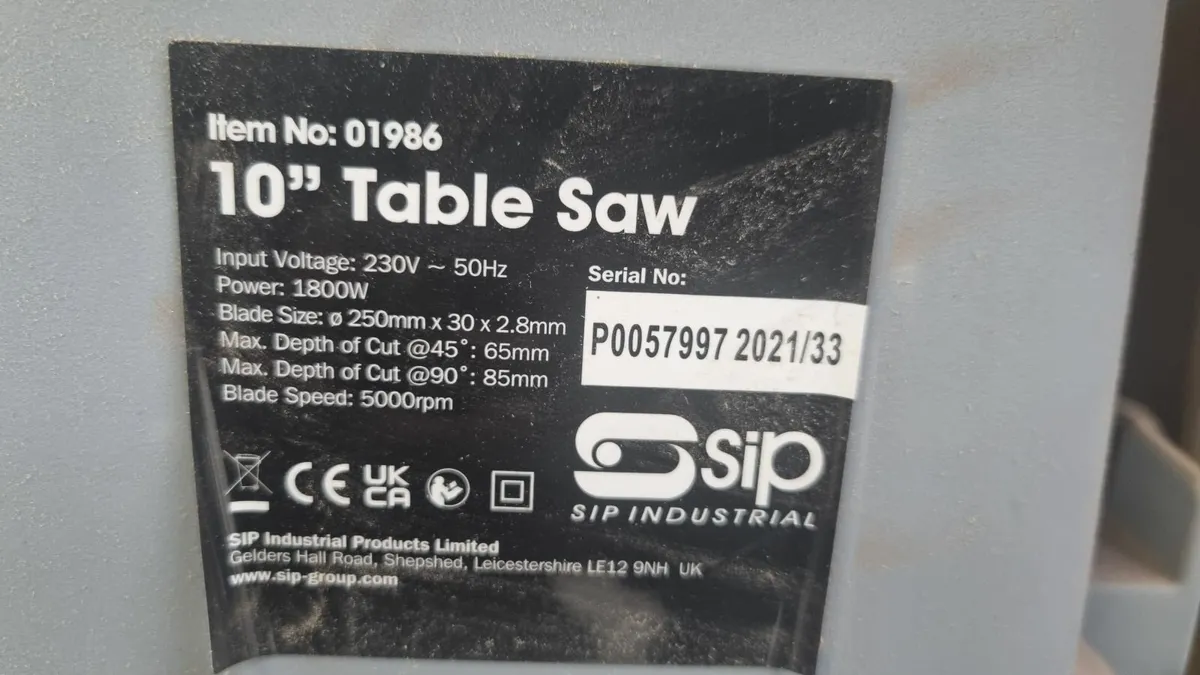 Item No: 01986
10” Table Saw
Input Voltage: 230V ~ 50Hz
Power: 1800W
Blade Size: ø 250mm x 30 x 2.8mm
Max. Depth of Cut @45˚: 65mm
Max. Depth of Cut @90˚: 85mm
Blade Speed: 5000rpm
Serial No:
P0057997 2021/33
CE UK
CA
sip
SIP INDUSTRIAL
SIP Industrial Products Limited
Gelders Hall Road, Shepshed, Leicestershire LE12 9NH UK
www.sip-group.com